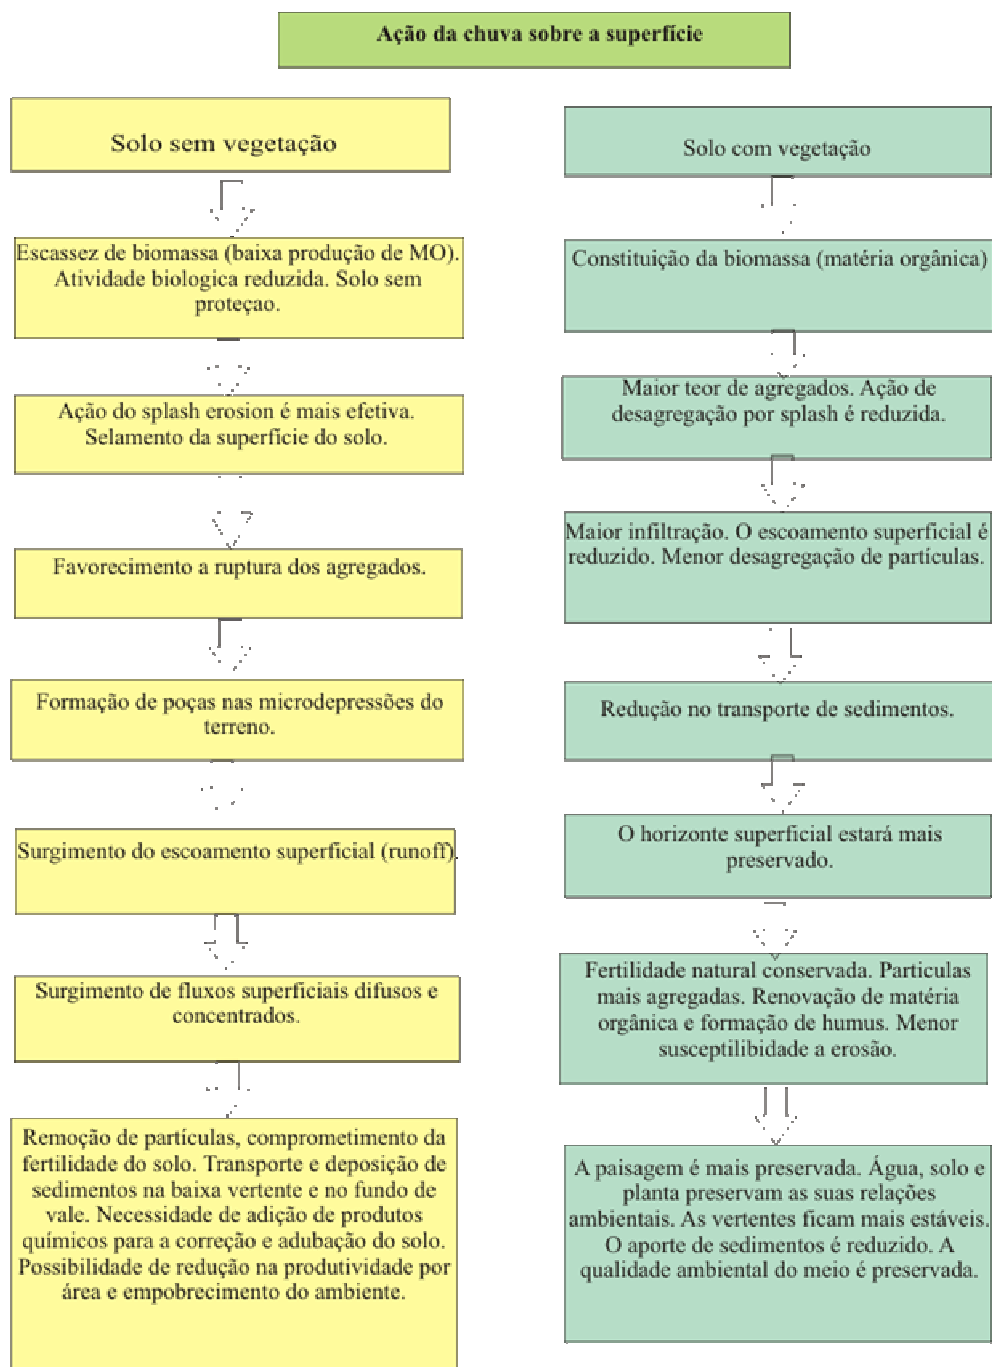 Ação da chuva sobre a superfície
Solo sem vegetação
Escassez de biomassa (baixa produção de MO).
Atividade biologica reduzida. Solo sem
proteçao.
Ação do splash erosion é mais efetiva.
Selamento da superfície do solo.
Favorecimento a ruptura dos agregados.
Formação de poças nas microdepressões do
terreno.
Surgimento do escoamento superficial (runoff).
Surgimento de fluxos superficiais difusos e
concentrados.
Remoção de partículas, comprometimento da
fertilidade do solo. Transporte e deposição de
sedimentos na baixa vertente e no fundo de
vale. Necessidade de adição de produtos
químicos para a correção e adubação do solo.
Possibilidade de redução na produtividade por
área e empobrecimento do ambiente.
Solo com vegetação
Constituição da biomassa (matéria orgânica)
Maior teor de agregados. Ação de
desagregação por splash é reduzida.
Maior infiltração. O escoamento superficial é
reduzido. Menor desagregação de partículas.
Redução no transporte de sedimentos.
O horizonte superficial estará mais
preservado.
Fertilidade natural conservada. Particulas
mais agregadas. Renovação de matéria
orgânica e formação de humus. Menor
susceptilibidade a erosão.
A paisagem é mais preservada. Água, solo e
planta preservam as suas relações
ambientais. As vertentes ficam mais estáveis.
O aporte de sedimentos é reduzido. A
qualidade ambiental do meio é preservada.